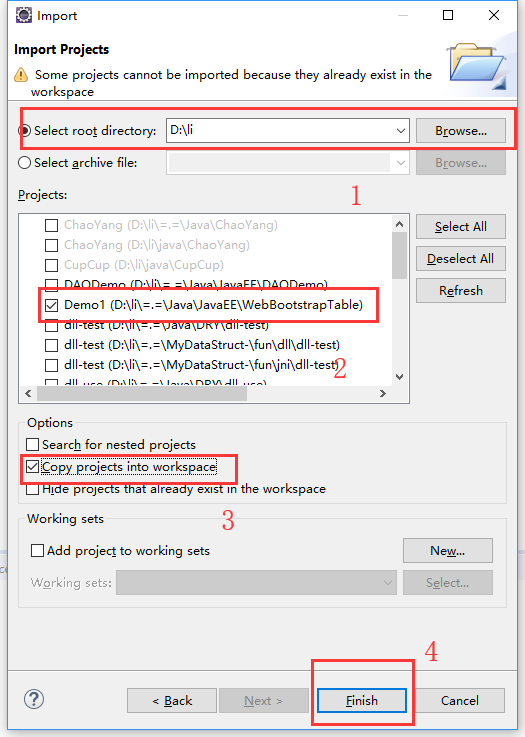 Import
Import Projects
Some projects cannot be imported because they already exist in the
workspace
Select root directory: D:\li Browse...
Select archive file: Browse...
1
Projects:
ChaoYang (D:\li\=.=\Java\ChaoYang)
ChaoYang (D:\li\java\ChaoYang)
CupCup (D:\li\java\CupCup)
DAODemo (D:\li\=.=\Java\JavaEE\DAODemo)
Demo1 (D:\li\=.=\Java\JavaEE\WebBootstrapTable)
dll-test (D:\li\=.=\Java\DRY\dll-test)
dll-test (D:\li\=.=\MyDataStruct-\fun\dll\dll-test)
dll-test (D:\li\=.=\MyDataStruct-\fun\jni\dll-test)
dll-use (D:\li\=.=\Java\DRY\dll-use)
Select All
Deselect All
Refresh
2
Options
Search for nested projects
Copy projects into workspace
Hide projects that already exist in the workspace
3
Working sets
Add project to working sets New...
Working sets: Select...
4
? < Back Next > Finish Cancel